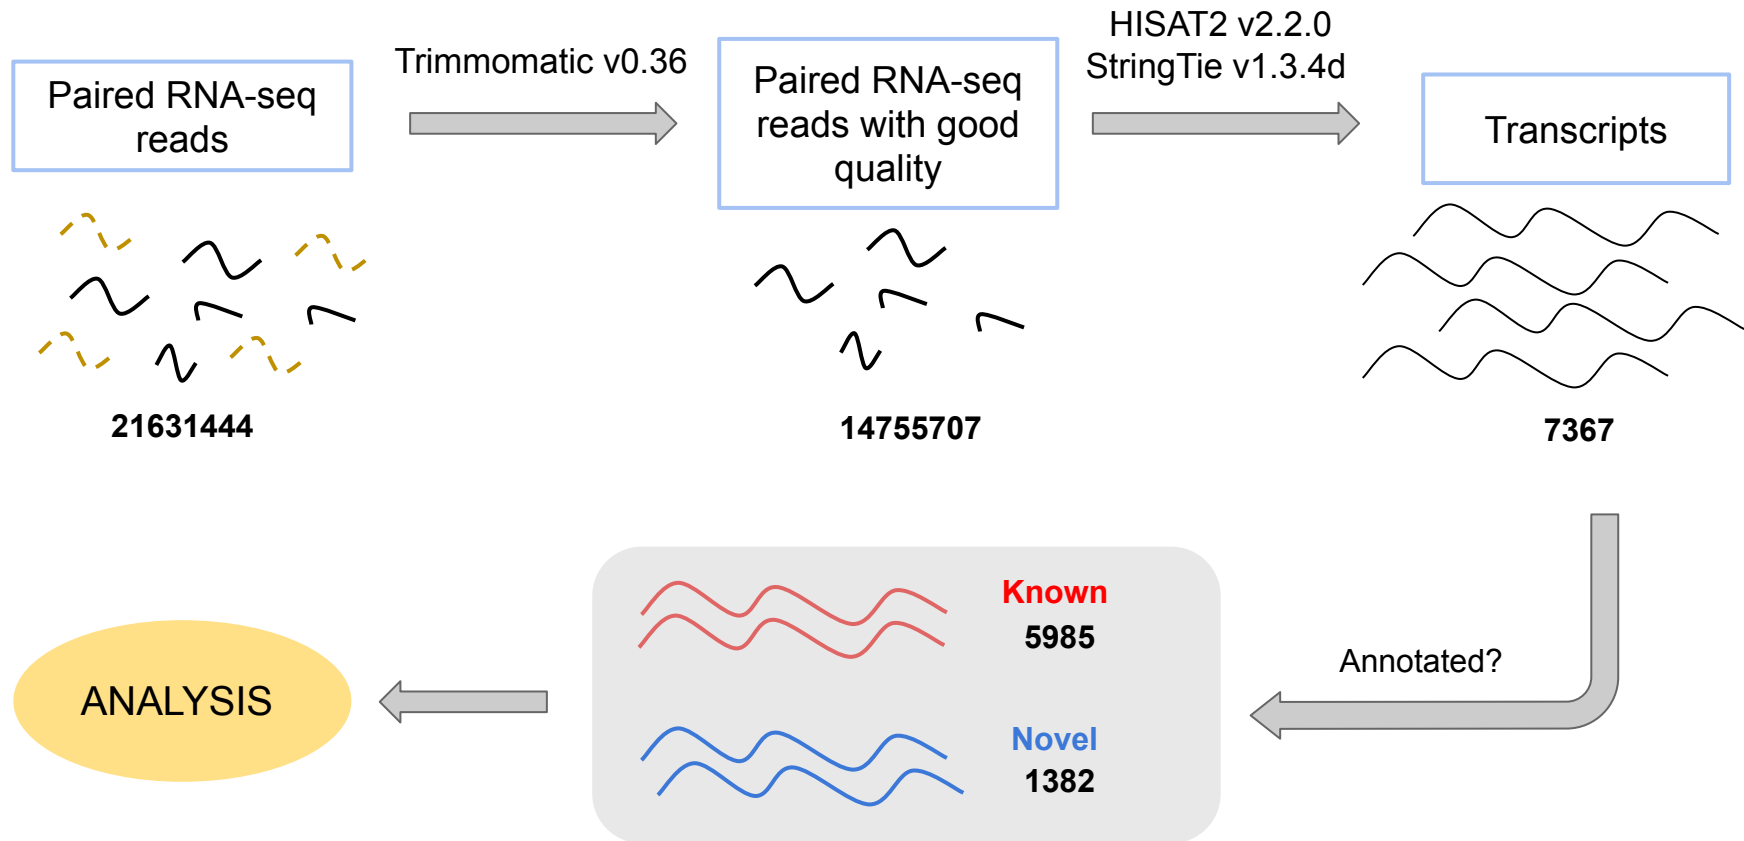 Paired RNA-seq
reads
Trimmomatic v0.36
Paired RNA-seq
reads with good
quality
HISAT2 v2.2.0
StringTie v1.3.4d
Transcripts
21631444
14755707
7367
Annotated?
Known
5985
Novel
1382
ANALYSIS